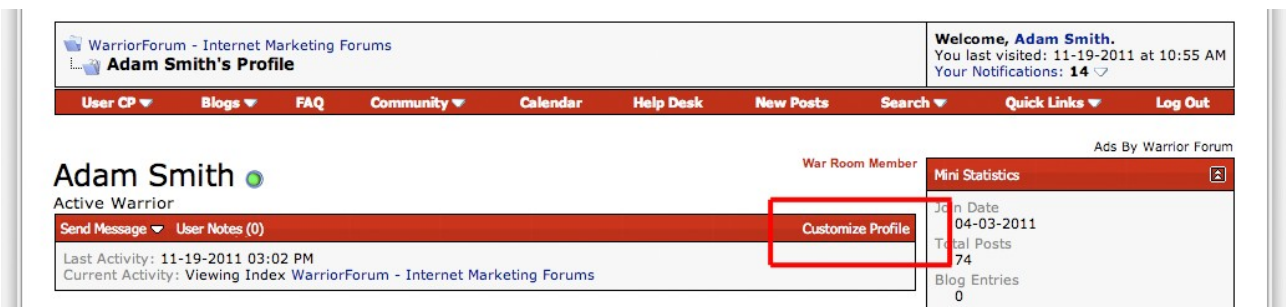 WarriorForum - Internet Marketing Forums
Adam Smith's Profile
Welcome, Adam Smith.
You last visited: 11-19-2011 at 10:55 AM
Your Notifications: 14
User CP Blogs FAQ Community Calendar Help Desk New Posts Search Quick Links Log Out
Ads By Warrior Forum
Adam Smith
War Room Member
Active Warrior
Send Message User Notes (0) Customize Profile
Last Activity: 11-19-2011 03:02 PM
Current Activity: Viewing Index WarriorForum - Internet Marketing Forums
Mini Statistics
Join Date
04-03-2011
Total Posts
74
Blog Entries
0